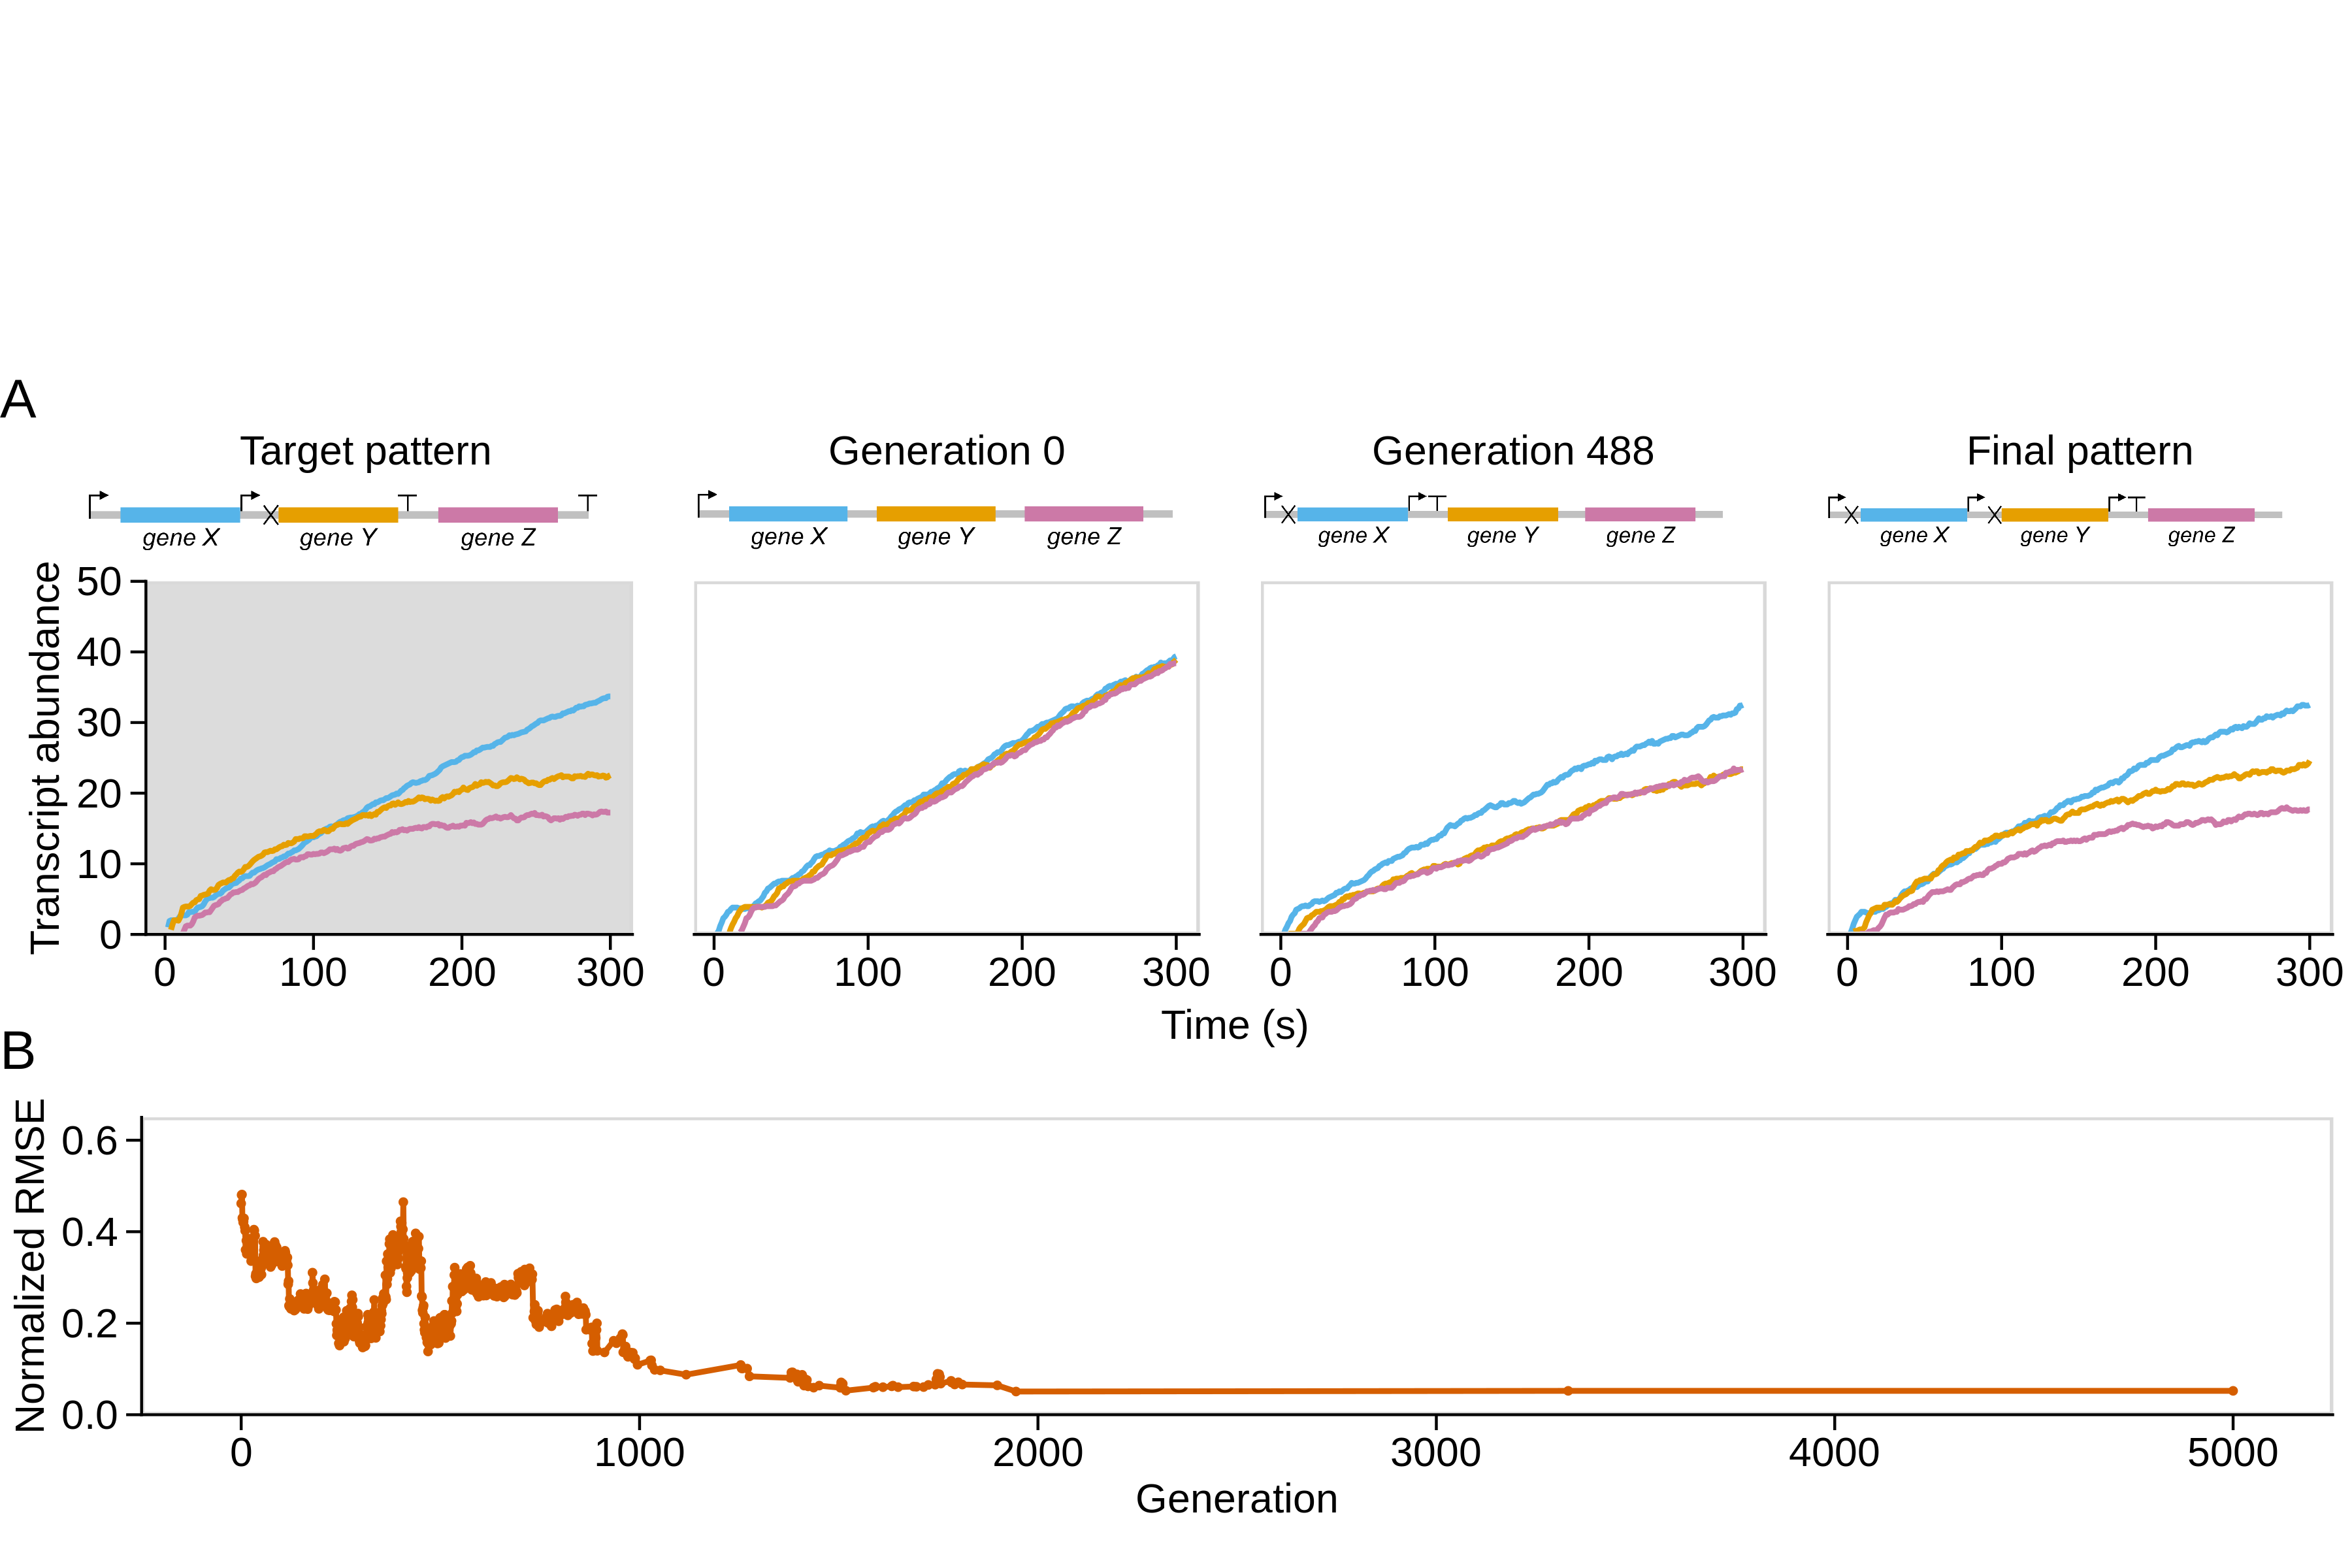 A
Target pattern
Generation 0
Generation 488
Final pattern
gene X
gene Y
gene Z
gene X
gene Y
gene Z
gene X
gene Y
gene Z
gene X
gene Y
gene Z
Transcript abundance
50
40
30
20
10
0
0 100 200 300
0 100 200 300
0 100 200 300
0 100 200 300
Time (s)
B
Normalized RMSE
0.6
0.4
0.2
0.0
0 1000 2000 3000 4000 5000
Generation